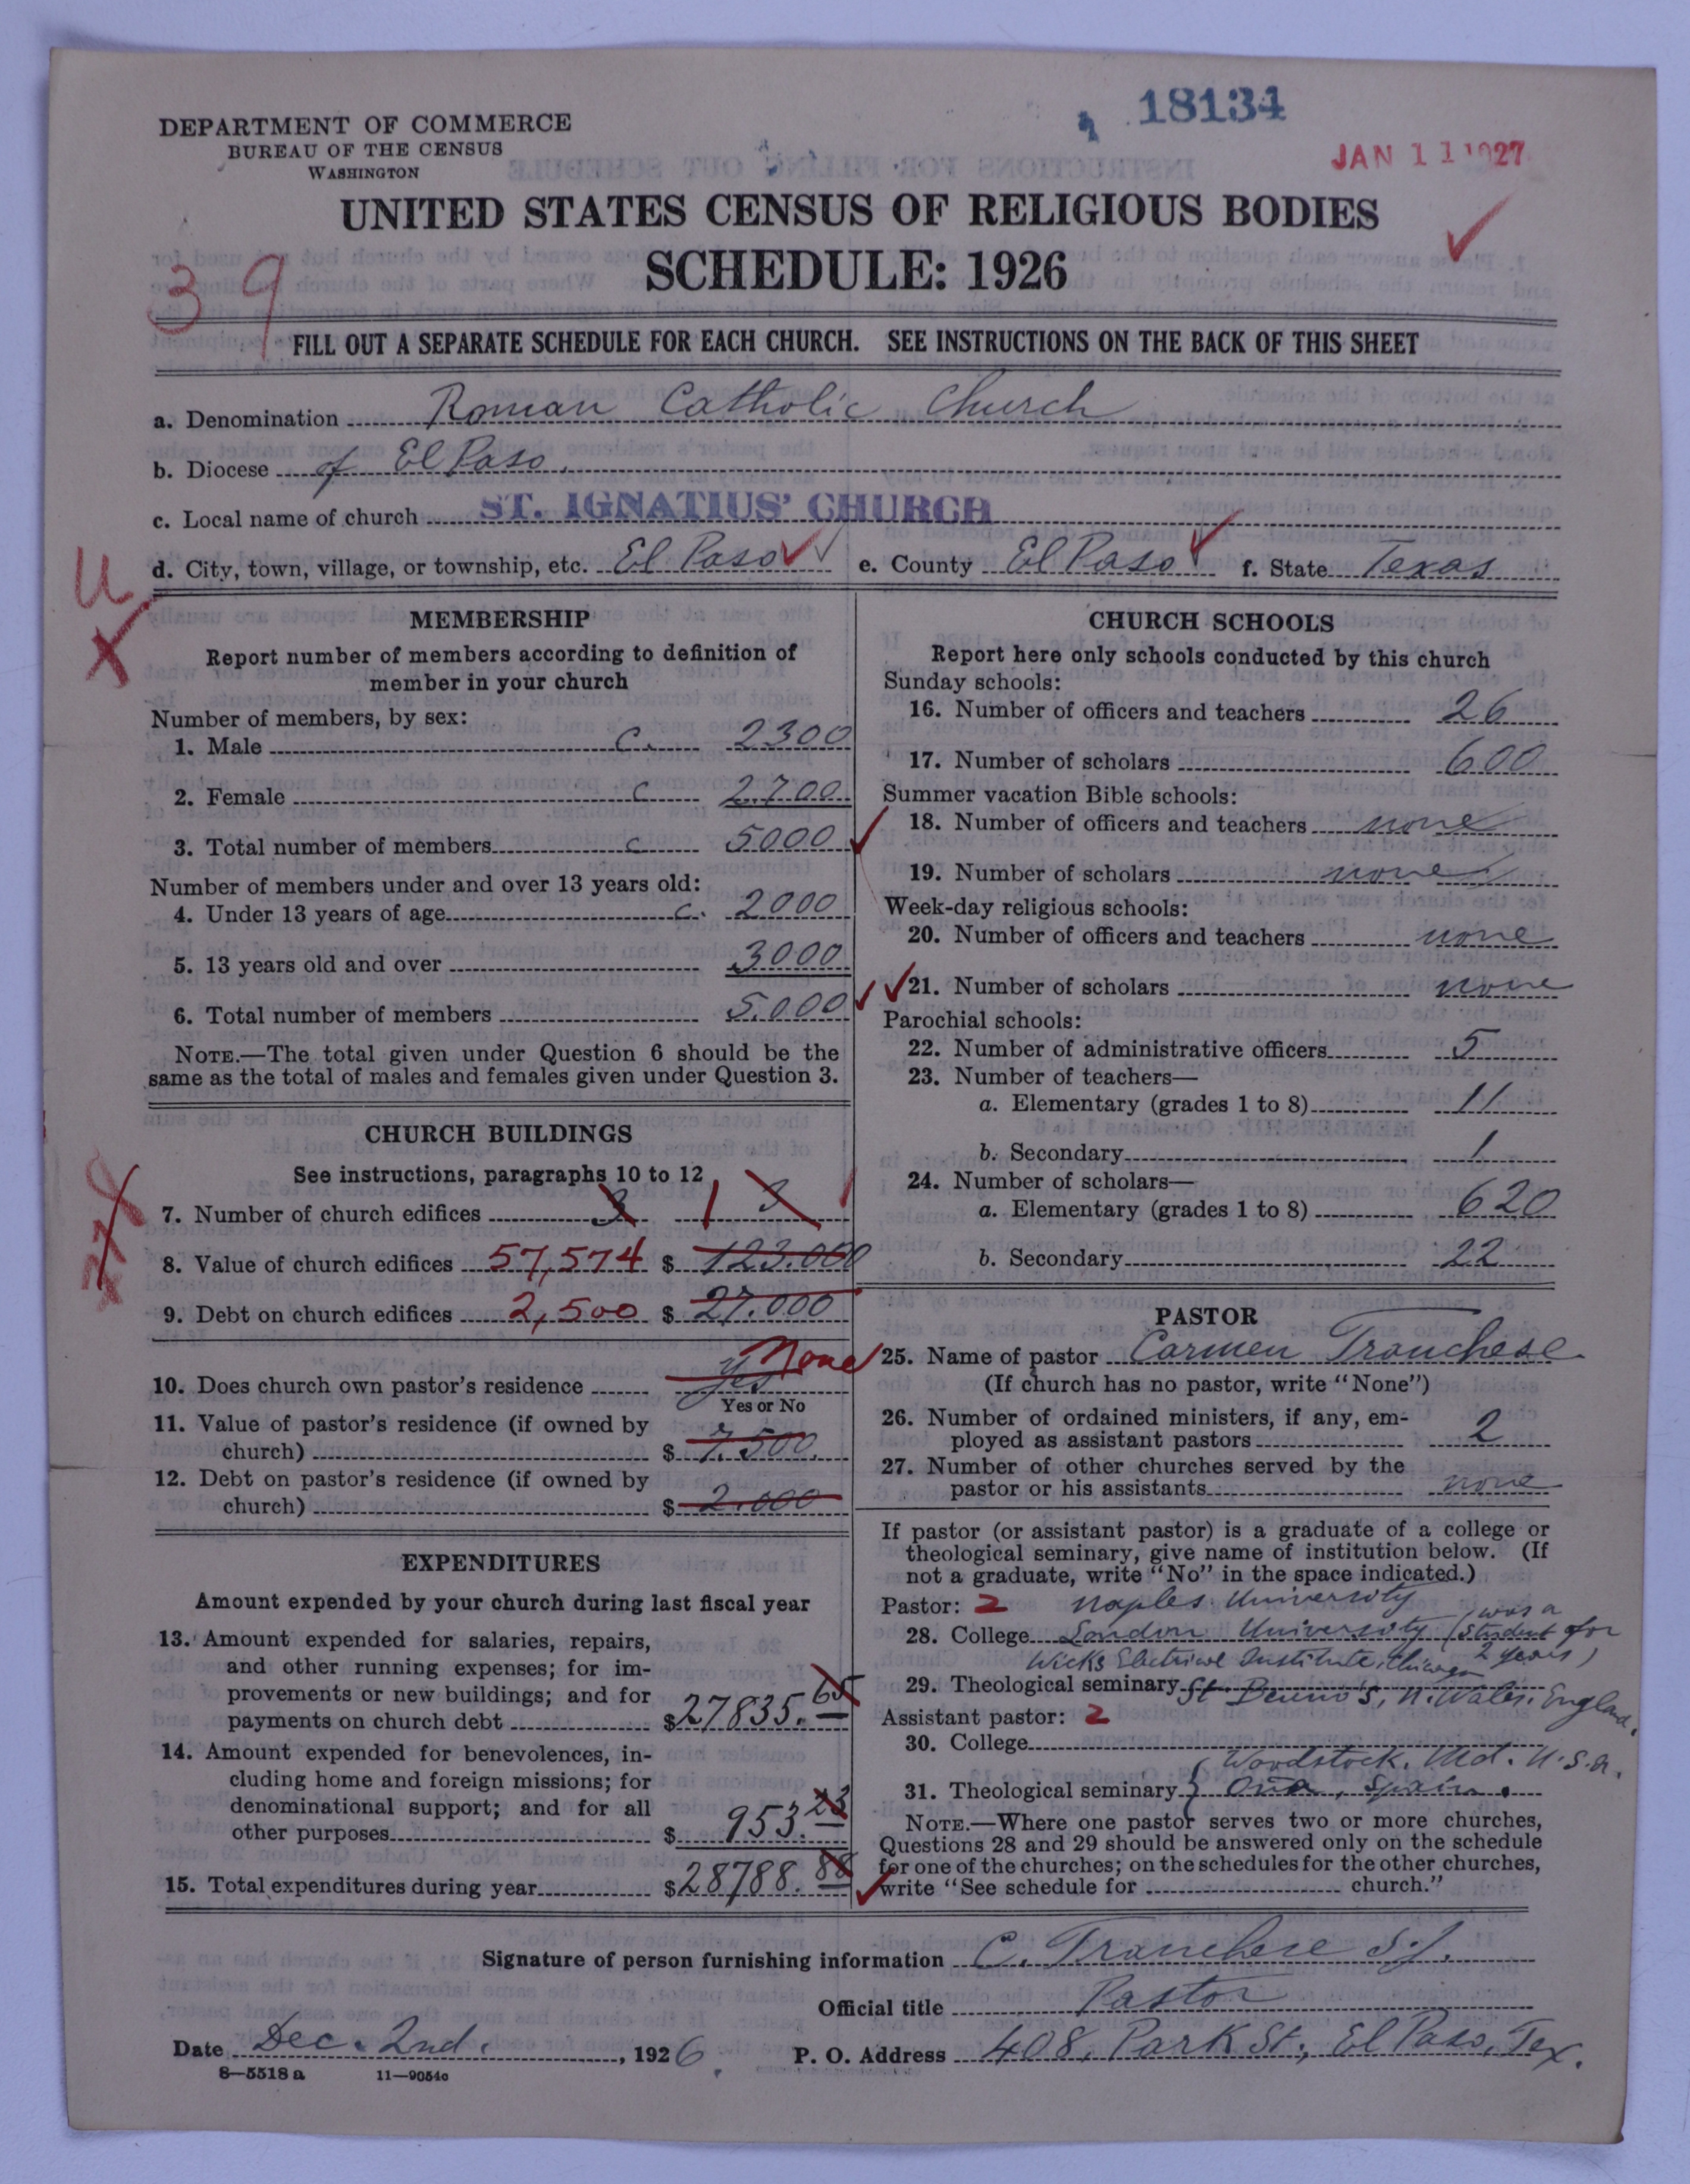 18134
DEPARTMENT OF COMMERCE
BUREAU OF THE CENSUS
WASHINGTON
JAN 11 1927
UNITED STATES CENSUS OF RELIGIOUS BODIES
SCHEDULE: 1926
39
FILL OUT A SEPARATE SCHEDULE FOR EACH CHURCH. SEE INSTRUCTIONS ON THE BACK OF THIS SHEET
a. Denomination Roman Catholic Church
b. Diocese of El Paso.
c. Local name of church ST. IGNATIUS' CHURCH
d. City, town, village, or township, etc. El Paso e. County El Paso f. State Texas
U
X
MEMBERSHIP
Report number of members according to definition of
member in your church
Number of members, by sex:
1. Male c. 2300
2. Female c 2.700
3. Total number of members c 5000
Number of members under and over 13 years old:
4. Under 13 years of age c. 2000
5. 13 years old and over 3000
6. Total number of members 5.000
NOTE.—The total given under Question 6 should be the
same as the total of males and females given under Question 3.
CHURCH BUILDINGS
See instructions, paragraphs 10 to 12
7. Number of church edifices 3 1 3
8. Value of church edifices 57,574 $ 123.000
9. Debt on church edifices 2,500 $ 27.000
10. Does church own pastor's residence yes None
Yes or No
11. Value of pastor's residence (if owned by
church) $ 7.500.
12. Debt on pastor's residence (if owned by
church) $ 2.000
EXPENDITURES
Amount expended by your church during last fiscal year
13. Amount expended for salaries, repairs,
and other running expenses; for im-
provements or new buildings; and for
payments on church debt $27835.65
14. Amount expended for benevolences, in-
cluding home and foreign missions; for
denominational support; and for all
other purposes $ 953.23
15. Total expenditures during year $28788.88
CHURCH SCHOOLS
Report here only schools conducted by this church
Sunday schools:
16. Number of officers and teachers 26
17. Number of scholars 600
Summer vacation Bible schools:
18. Number of officers and teachers none
19. Number of scholars none
Week-day religious schools:
20. Number of officers and teachers none
21. Number of scholars none
Parochial schools:
22. Number of administrative officers 5
23. Number of teachers—
a. Elementary (grades 1 to 8) 11
b. Secondary 1
24. Number of scholars—
a. Elementary (grades 1 to 8) 620
b. Secondary 22
PASTOR
25. Name of pastor Carmen Tranchese
(If church has no pastor, write "None")
26. Number of ordained ministers, if any, em-
ployed as assistant pastors 2
27. Number of other churches served by the
pastor or his assistants none
If pastor (or assistant pastor) is a graduate of a college or
theological seminary, give name of institution below. (If
not a graduate, write "No" in the space indicated.)
Pastor: 2 Naples University
28. College London University (was a student for 2 years)
Wicks Electrical Institute, Chicago
29. Theological seminary St. Beuno's, N. Wales. England.
Assistant pastor: 2
30. College
Woodstock. Md. U.S.A.
31. Theological seminary Oña, Spain.
NOTE.—Where one pastor serves two or more churches,
Questions 28 and 29 should be answered only on the schedule
for one of the churches; on the schedules for the other churches,
write "See schedule for church."
Signature of person furnishing information C. Tranchese S.J.
Official title Pastor
Date Dec. 2nd. , 1926. P. O. Address 408, Park St., El Paso, Tex.
8—5518 a 11—9054c